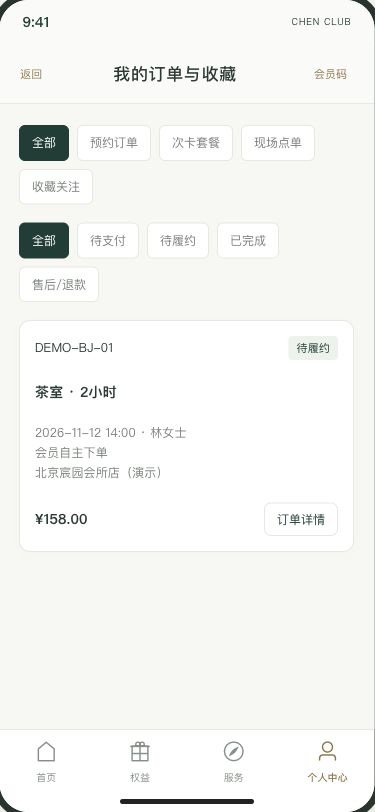 9:41 CHEN CLUB
返回 我的订单与收藏 会员码
全部 预约订单 次卡套餐 现场点单
收藏关注
全部 待支付 待履约 已完成
售后/退款
DEMO-BJ-01 待履约
茶室 · 2小时
2026-11-12 14:00 · 林女士
会员自主下单
北京宸园会所店（演示）
¥158.00 订单详情
首页 权益 服务 个人中心